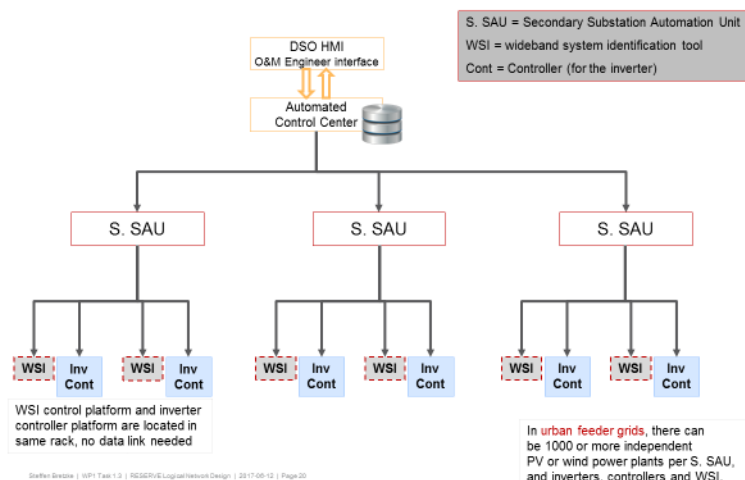 S. SAU = Secondary Substation Automation Unit
WSI = wideband system identification tool
Cont = Controller (for the inverter)
DSO HMI
O&M Engineer interface
Automated
Control Center
S. SAU
S. SAU
S. SAU
WSI
Inv
Cont
WSI
Inv
Cont
WSI
Inv
Cont
WSI
Inv
Cont
WSI
Inv
Cont
WSI
Inv
Cont
WSI control platform and inverter
controller platform are located in
same rack, no data link needed
In urban feeder grids, there can
be 1000 or more independent
PV or wind power plants per S. SAU,
and inverters, controllers and WSI.
Steffen Bretzke | WP1 Task 1.3 | RESERVE Logical Network Design | 2017-06-12 | Page 20